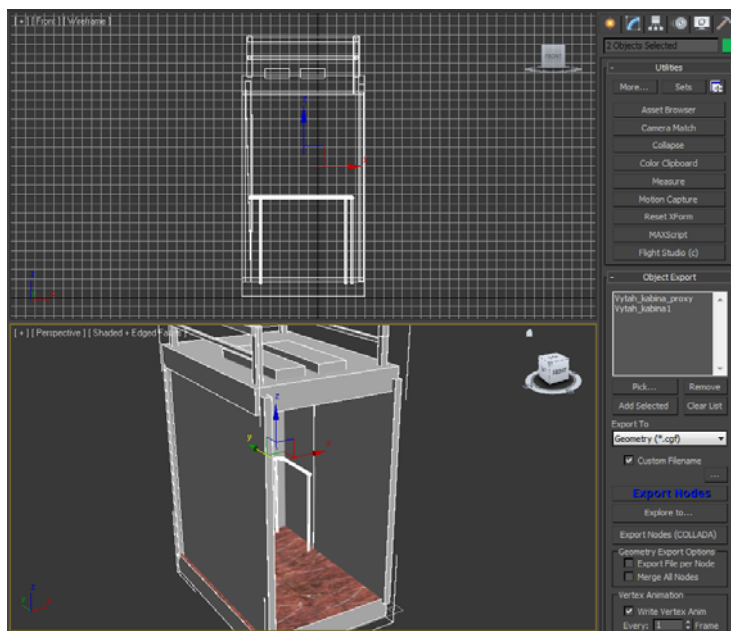 [ + ] [ Front ] [ Wireframe ]
FRONT
[ + ] [ Perspective ] [ Shaded + Edged Faces ]
FRONT
2 Objects Selected
Utilities
More... Sets
Asset Browser
Camera Match
Collapse
Color Clipboard
Measure
Motion Capture
Reset XForm
MAXScript
Flight Studio (c)
Object Export
Vytah_kabina_proxy
Vytah_kabina1
Pick... Remove
Add Selected Clear List
Export To
Geometry (*.cgf)
Custom Filename
...
Export Nodes
Explore to...
Export Nodes (COLLADA)
Geometry Export Options
Export File per Node
Merge All Nodes
Vertex Animation
Write Vertex Anim
Every: 1 Frame